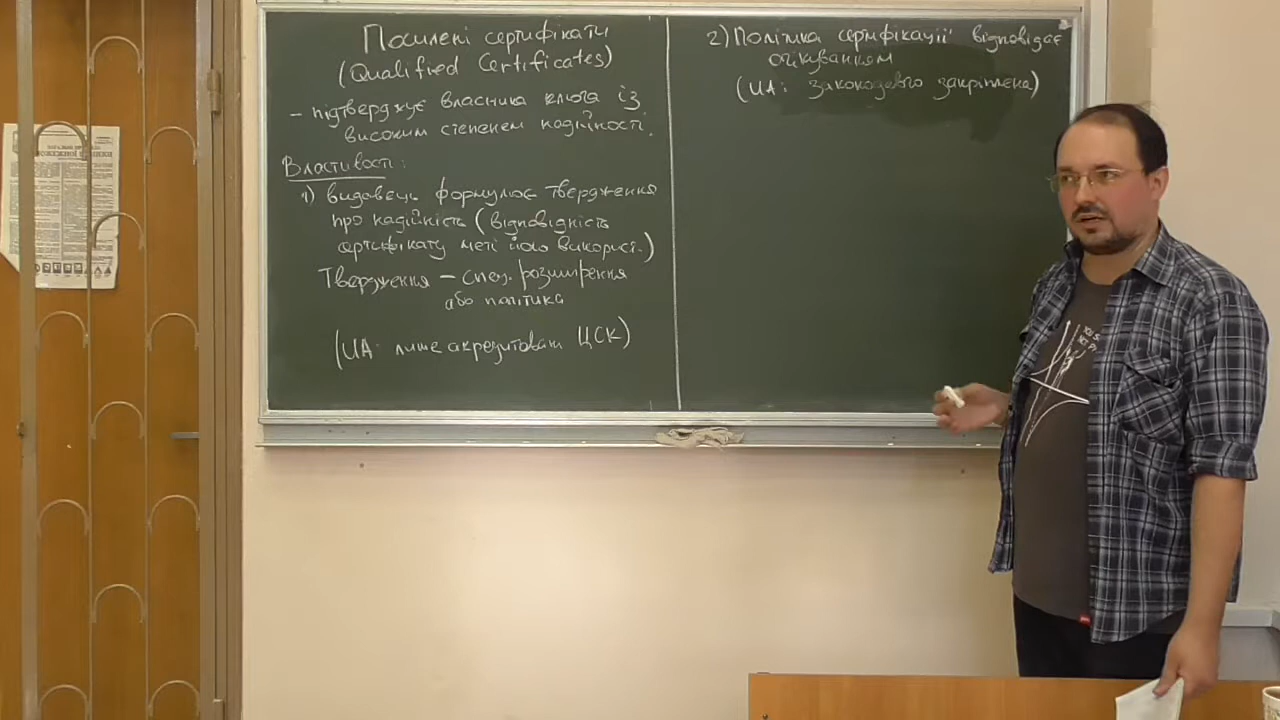 Посилені сертифікати
(Qualified Certificates)
– підтверджує власника ключа із
високим степенем надійності.
Властивості:
1) видавець формулює твердження
про надійність (відповідність
сертифікату меті його використ.)
Твердження – спец. розширення
або політика
(UA: лише акредитовані ЦСК)
2) Політика сертифікації відповідає
очікуванням
(UA: законодавчо закріплена)